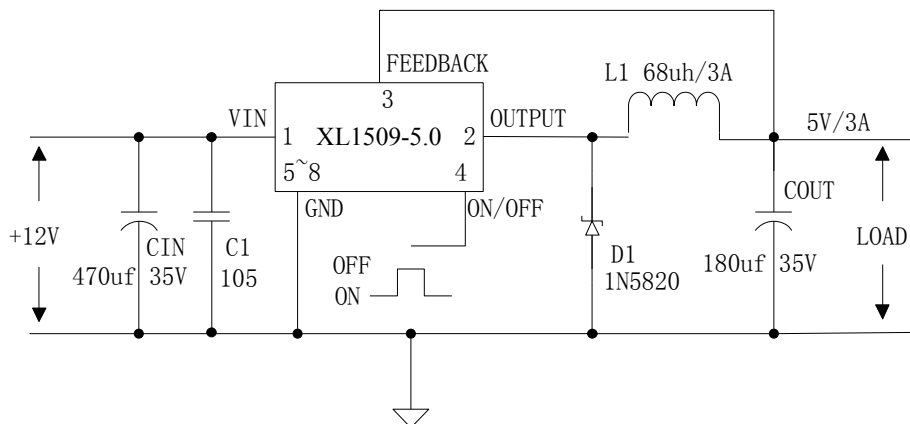 FEEDBACK
L1 68uh/3A
3
VIN
1
XL1509-5.0
2
OUTPUT
5V/3A
5~8
4
GND
ON/OFF
COUT
+12V
CIN
C1
470uf 35V
105
OFF
ON
D1
1N5820
180uf 35V
LOAD